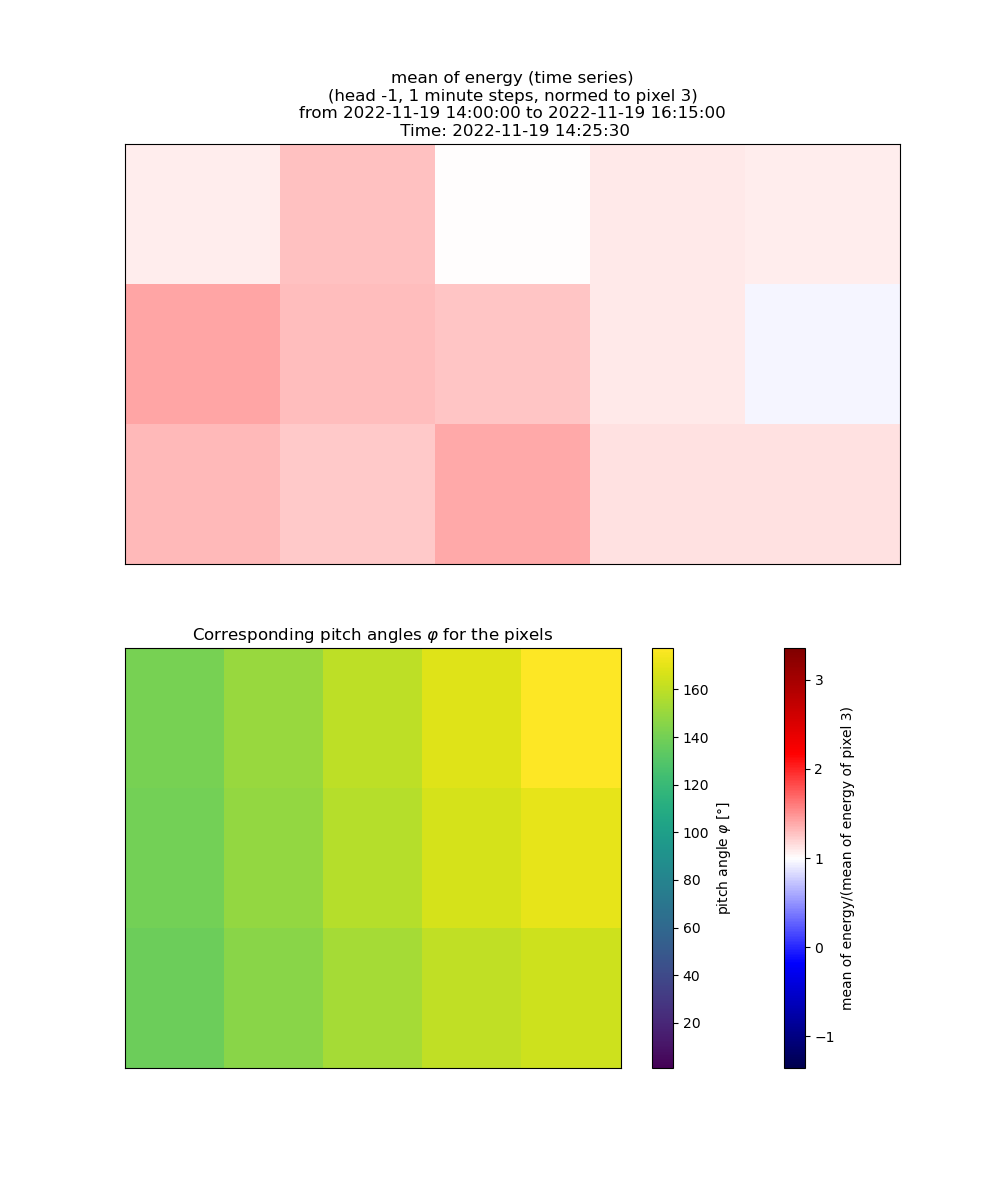 mean of energy (time series)
(head -1, 1 minute steps, normed to pixel 3)
from 2022-11-19 14:00:00 to 2022-11-19 16:15:00
Time: 2022-11-19 14:25:30
Corresponding pitch angles φ for the pixels
160
140
120
100
80
60
40
20
pitch angle φ [°]
3
2
1
0
−1
mean of energy/(mean of energy of pixel 3)